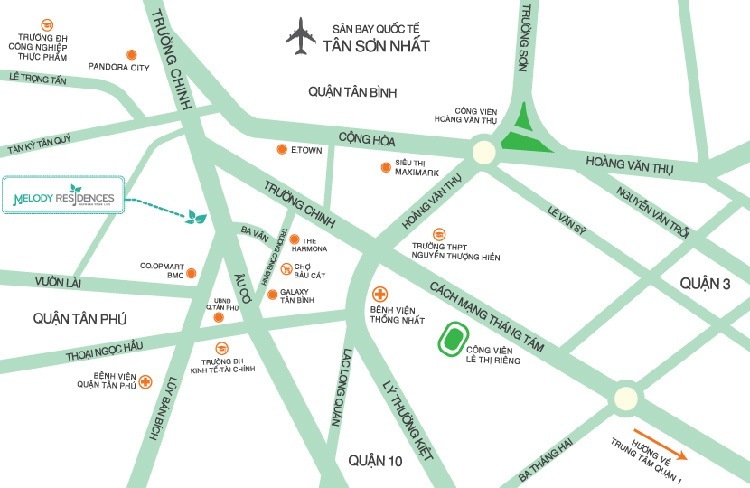 TRƯỜNG ĐH
CÔNG NGHIỆP
THỰC PHẨM
LÊ TRỌNG TẤN
PANDORA CITY
TRƯỜNG CHINH
SÂN BAY QUỐC TẾ
TÂN SƠN NHẤT
TRƯỜNG SƠN
QUẬN TÂN BÌNH
CÔNG VIÊN
HOÀNG VĂN THỤ
TÂN KỲ TÂN QUÝ
CỘNG HÒA
E.TOWN
SIÊU THỊ
MAXIMARK
HOÀNG VĂN THỤ
MELODY RESIDENCES
TRƯỜNG CHINH
HOÀNG VĂN THỤ
LÊ VĂN SỸ
NGUYỄN VĂN TRỖI
BA VÂN
TRƯƠNG CÔNG ĐỊNH
THE
HARMONA
TRƯỜNG THPT
NGUYỄN THƯỢNG HIỀN
CO.OPMART
BMC
CHỢ
BÀU CÁT
VƯỜN LÀI
ÂU CƠ
GALAXY
TÂN BÌNH
CÁCH MẠNG THÁNG TÁM
QUẬN 3
UBND
Q.TÂN PHÚ
BỆNH VIỆN
THỐNG NHẤT
QUẬN TÂN PHÚ
THOẠI NGỌC HẦU
TRƯỜNG ĐH
KINH TẾ-TÀI CHÍNH
CÔNG VIÊN
LÊ THỊ RIÊNG
BỆNH VIỆN
QUẬN TÂN PHÚ
LŨY BÁN BÍCH
LẠC LONG QUÂN
LÝ THƯỜNG KIỆT
BA THÁNG HAI
HƯỚNG VỀ
TRUNG TÂM QUẬN 1
QUẬN 10